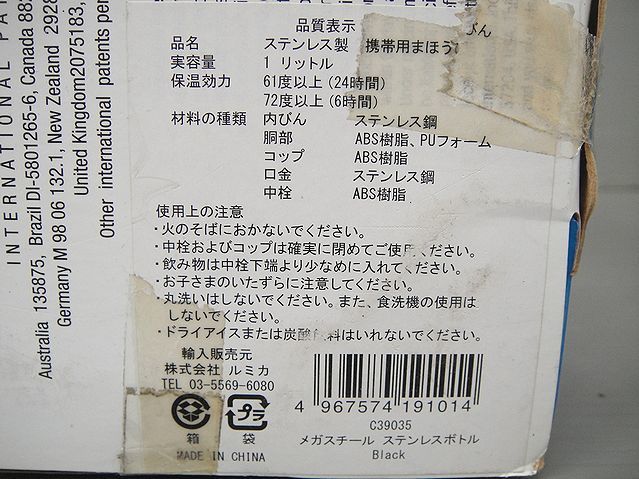 INTERNATIONAL PA
Australia 135875, Brazil DI-5801265-6, Canada 88
Germany M 98 06 132.1, New Zealand 2928
United Kingdom2075183,
Other international patents pen
品質表示
品名 ステンレス製 携帯用まほうびん
実容量 1 リットル
保温効力 61度以上(24時間)
72度以上(6時間)
材料の種類 内びん ステンレス鋼
胴部 ABS樹脂、PUフォーム
コップ ABS樹脂
口金 ステンレス鋼
中栓 ABS樹脂
使用上の注意
・火のそばにおかないでください。
・中栓およびコップは確実に閉めてご使用ください。
・飲み物は中栓下端より少なめに入れてください。
・お子さまのいたずらに注意してください。
・丸洗いはしないでください。また、食洗機の使用は
しないでください。
・ドライアイスまたは炭酸飲料はいれないでください。
輸入販売元
株式会社 ルミカ
TEL 03-5569-6080
プラ
箱 袋
MADE IN CHINA
4 967574 191014
C39035
メガスチール ステンレスボトル
Black